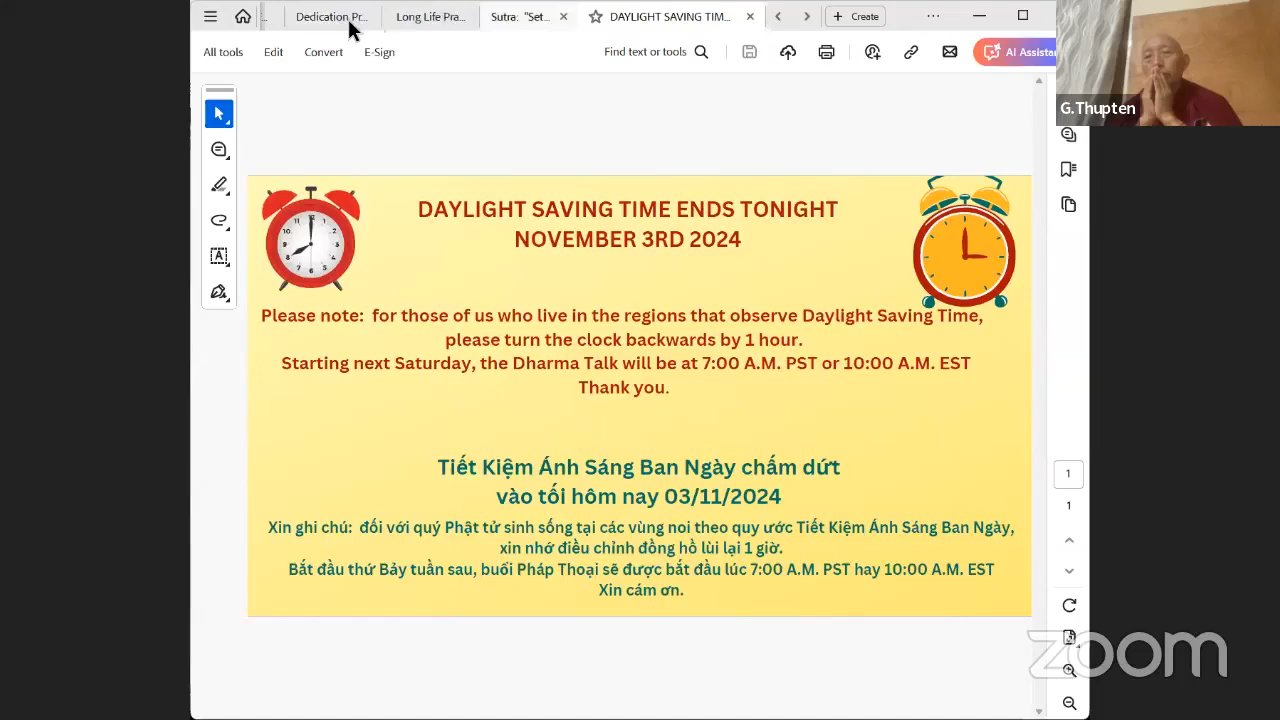 ... Dedication Pr... Long Life Pra... Sutra: "Set... DAYLIGHT SAVING TIM... Create
All tools Edit Convert E-Sign Find text or tools AI Assista
G.Thupten
DAYLIGHT SAVING TIME ENDS TONIGHT
NOVEMBER 3RD 2024
Please note: for those of us who live in the regions that observe Daylight Saving Time,
please turn the clock backwards by 1 hour.
Starting next Saturday, the Dharma Talk will be at 7:00 A.M. PST or 10:00 A.M. EST
Thank you.
Tiết Kiệm Ánh Sáng Ban Ngày chấm dứt
vào tối hôm nay 03/11/2024
Xin ghi chú: đối với quý Phật tử sinh sống tại các vùng noi theo quy ước Tiết Kiệm Ánh Sáng Ban Ngày,
xin nhớ điều chỉnh đồng hồ lùi lại 1 giờ.
Bắt đầu thứ Bảy tuần sau, buổi Pháp Thoại sẽ được bắt đầu lúc 7:00 A.M. PST hay 10:00 A.M. EST
Xin cám ơn.
1
1
zoom